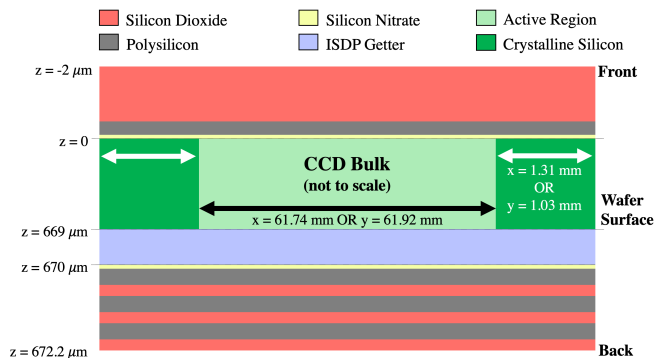 Silicon Dioxide
Silicon Nitrate
Active Region
Polysilicon
ISDP Getter
Crystalline Silicon
z = -2 μm
Front
z = 0
CCD Bulk
(not to scale)
x = 1.31 mm
OR
y = 1.03 mm
x = 61.74 mm OR y = 61.92 mm
Wafer
Surface
z = 669 μm
z = 670 μm
z = 672.2 μm
Back